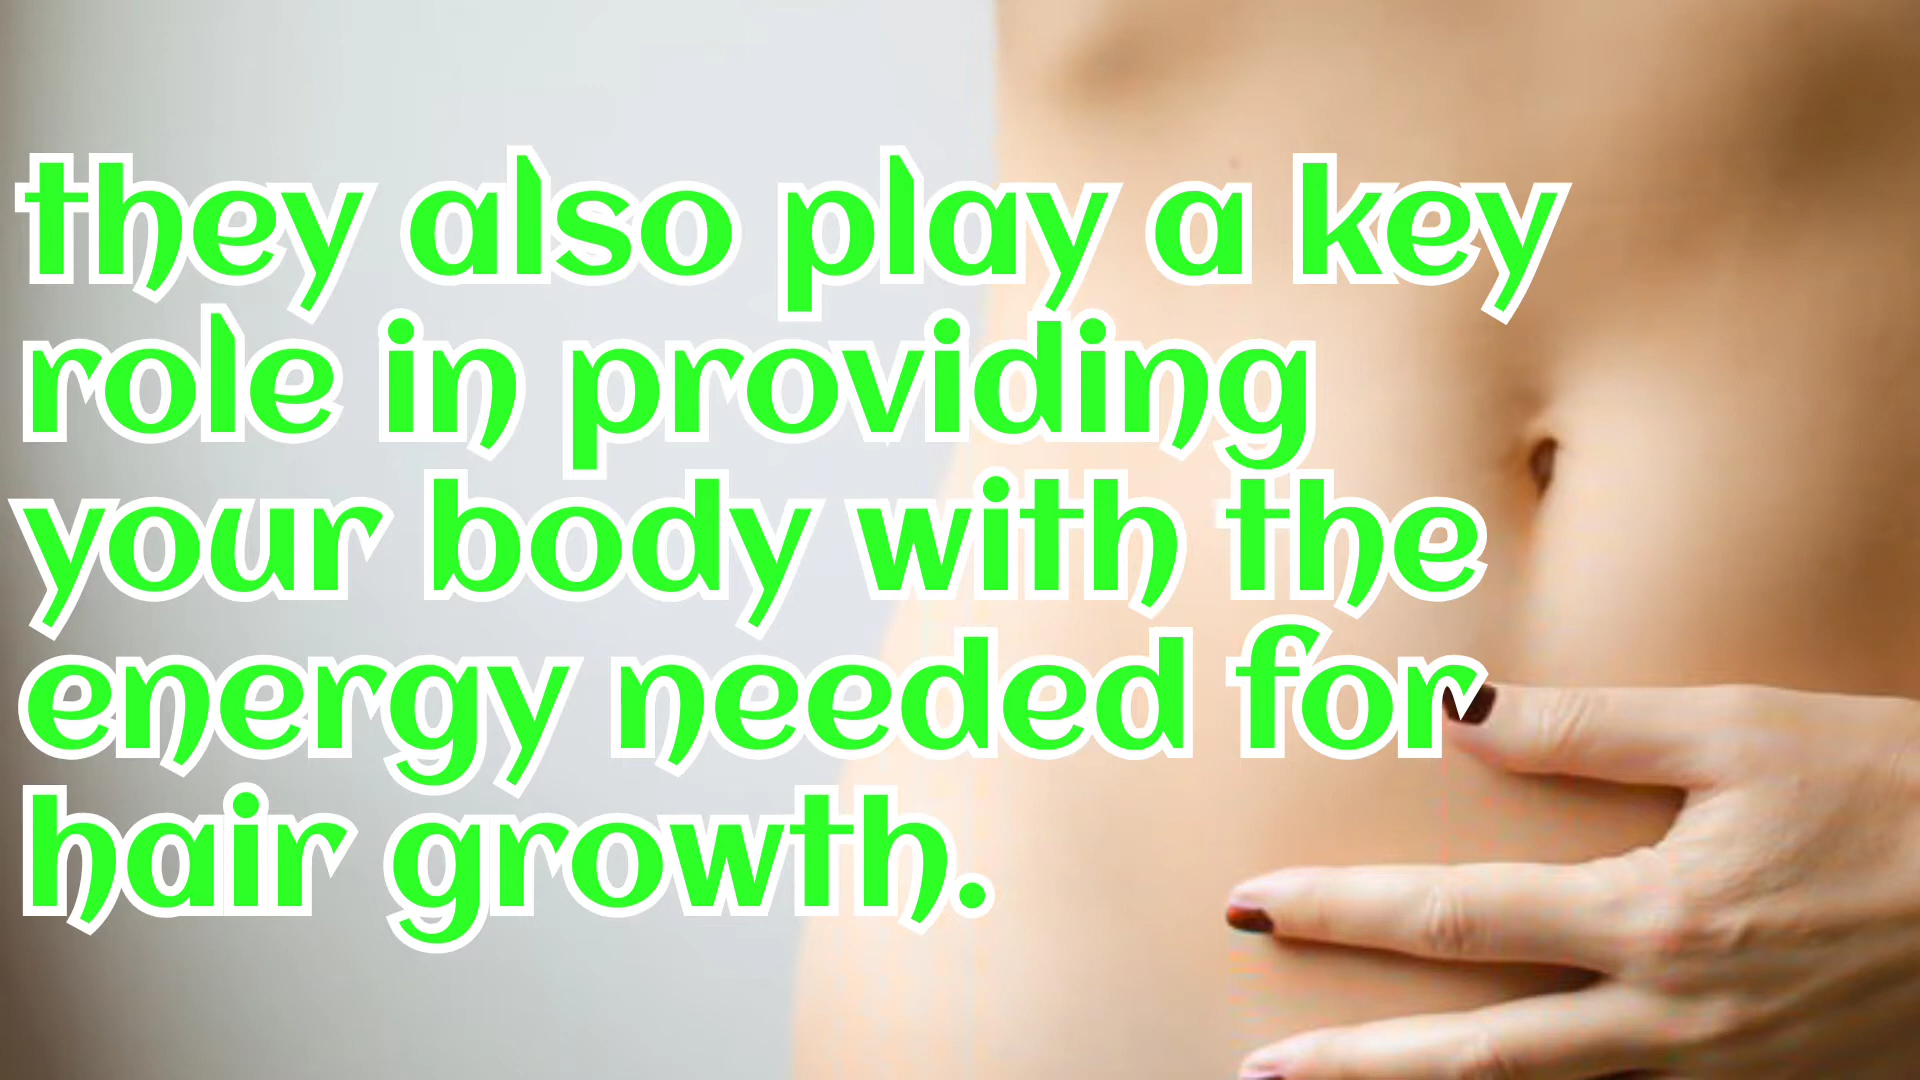 they also play a key
role in providing
your body with the
energy needed for
hair growth.